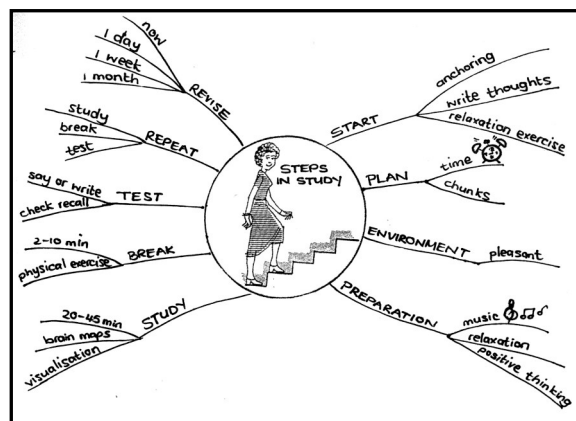 STEPS
IN STUDY
START
anchoring
write thoughts
relaxation exercise
PLAN
time
chunks
ENVIRONMENT
pleasant
PREPARATION
music
relaxation
positive thinking
STUDY
20-45 min
brain maps
visualisation
BREAK
2-10 min
physical exercise
TEST
say or write
check recall
REPEAT
study
break
test
REVISE
now
1 day
1 week
1 month